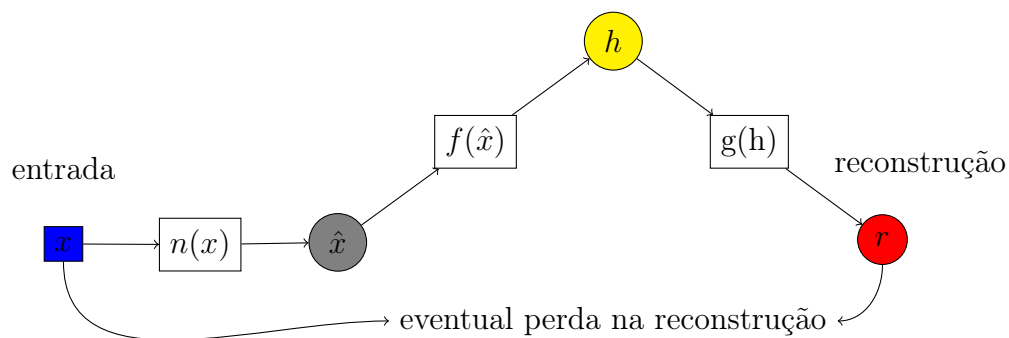 h
f(x̂)
g(h)
entrada
reconstrução
x
n(x)
x̂
r
eventual perda na reconstrução